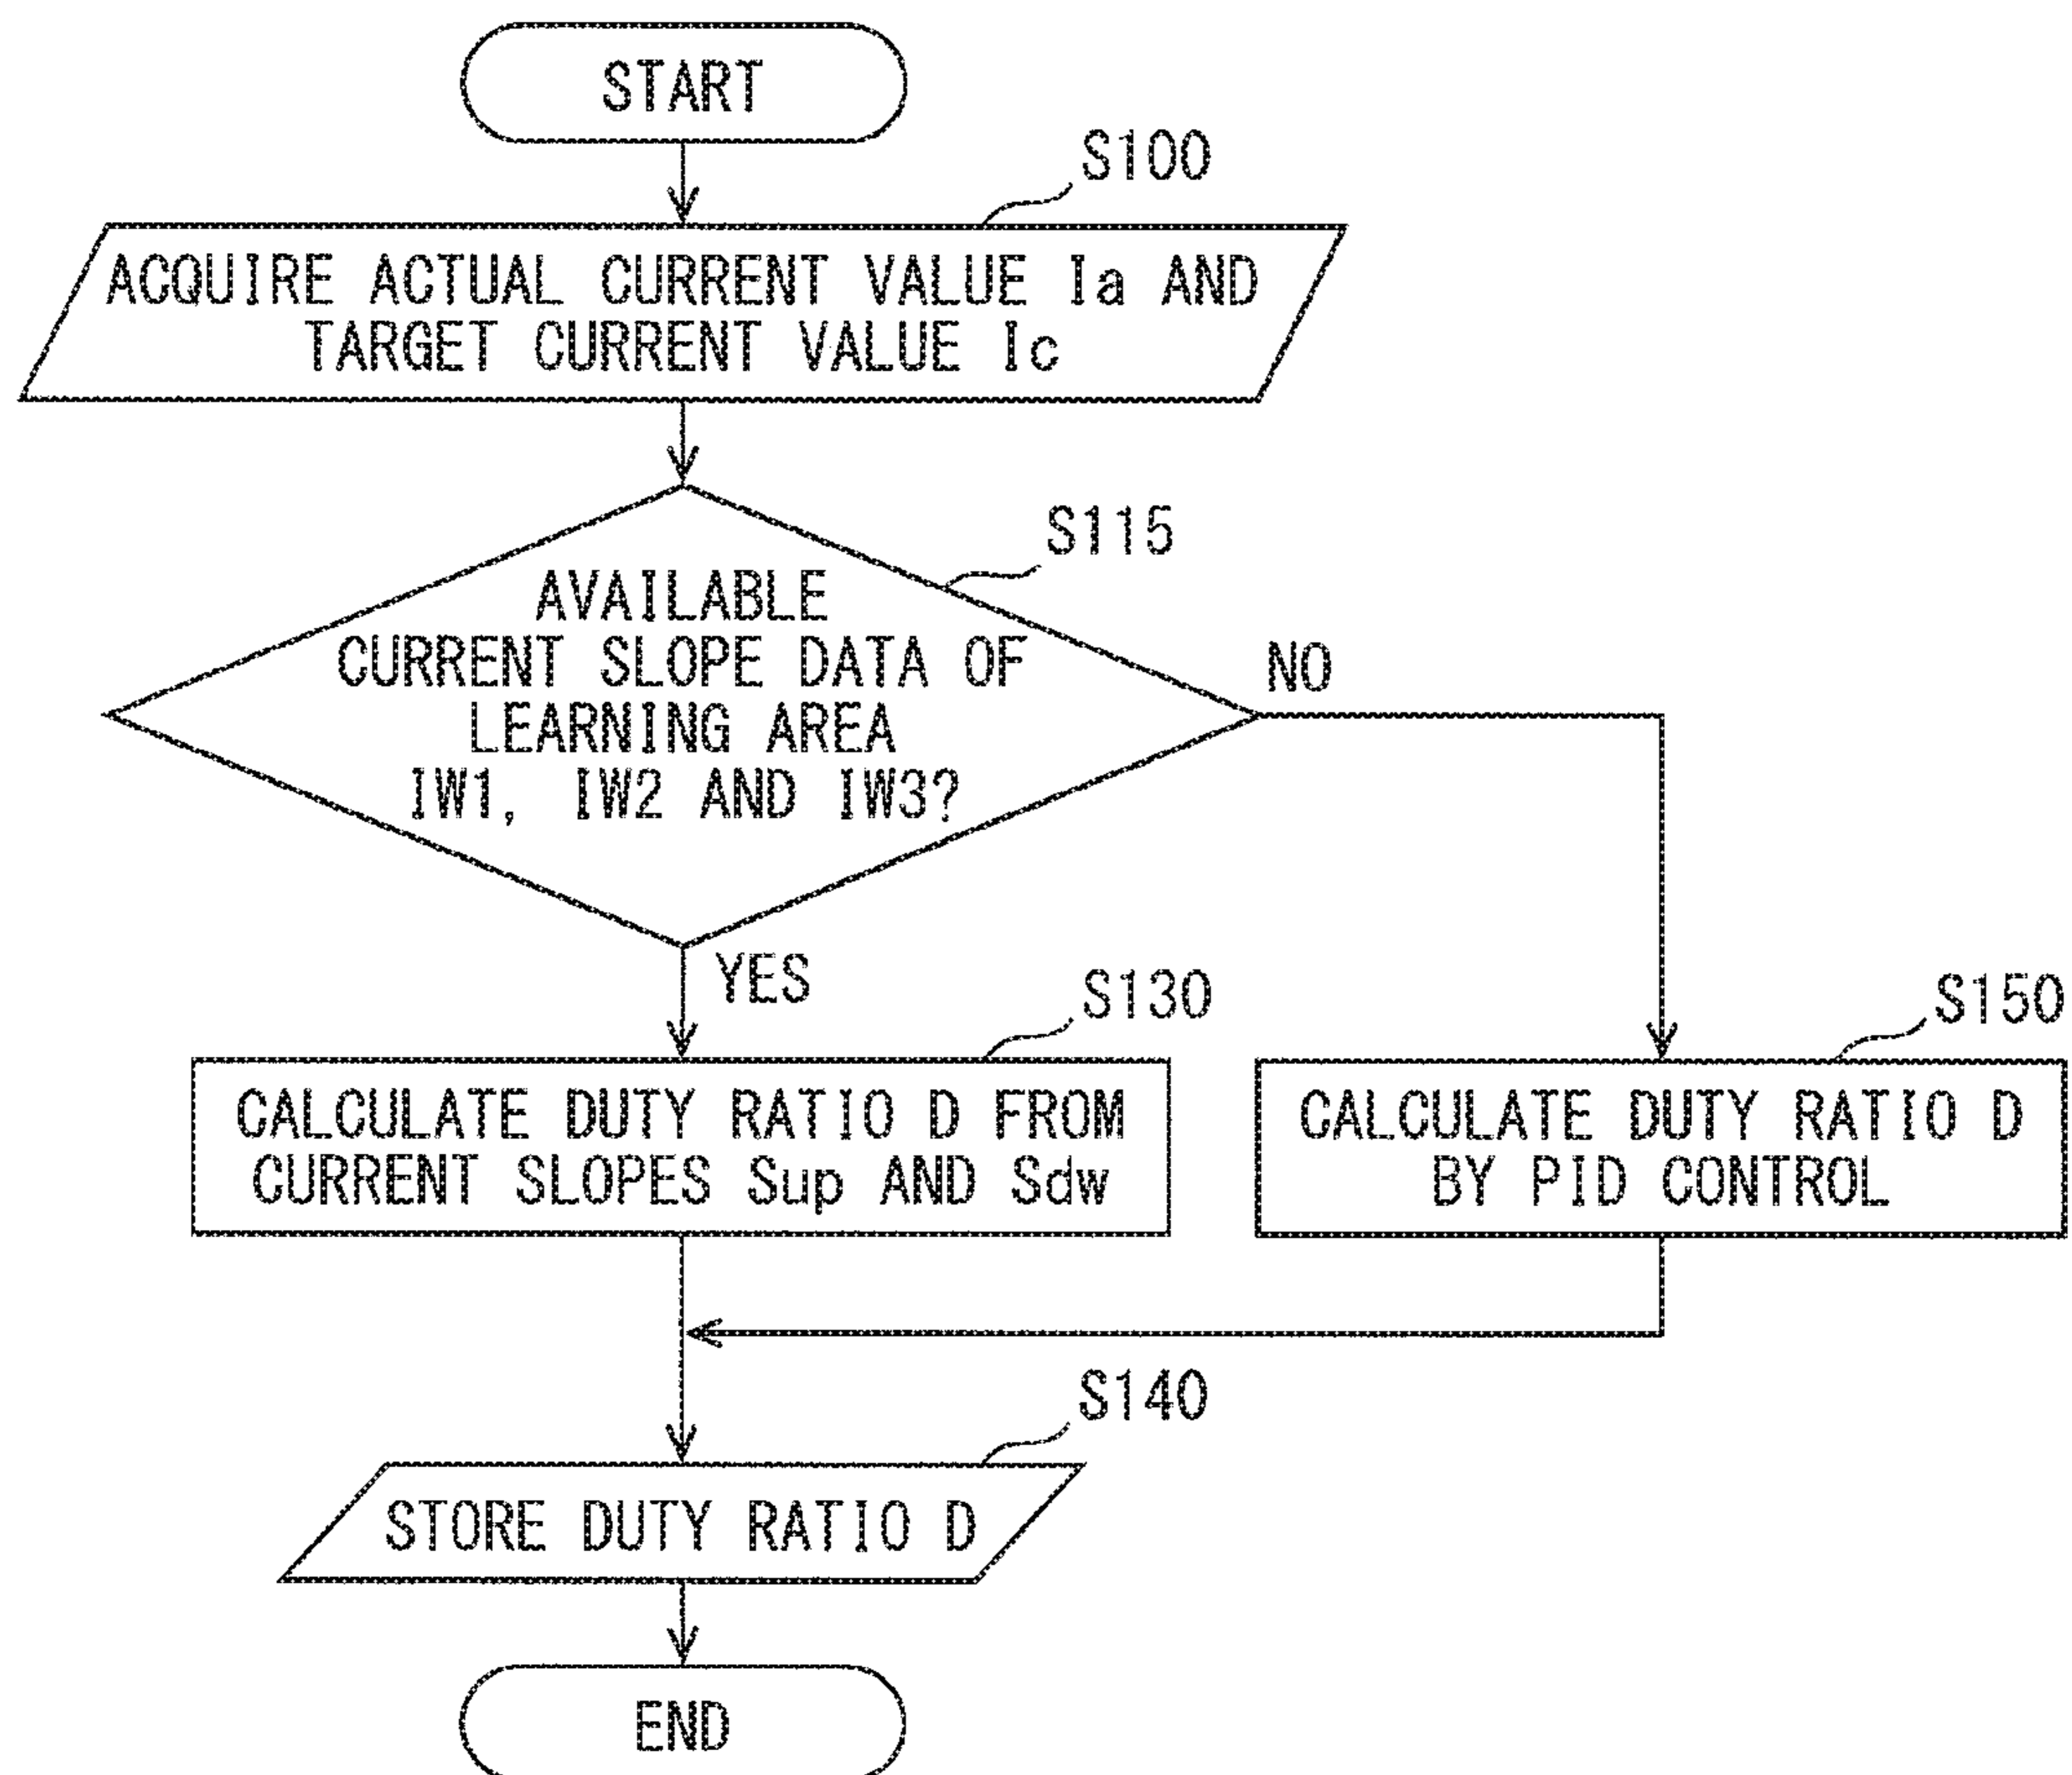 START
S100
ACQUIRE ACTUAL CURRENT VALUE Ia AND
TARGET CURRENT VALUE Ic
S115
AVAILABLE
CURRENT SLOPE DATA OF
LEARNING AREA
IW1, IW2 AND IW3?
NO
YES
S130
CALCULATE DUTY RATIO D FROM
CURRENT SLOPES Sup AND Sdw
S150
CALCULATE DUTY RATIO D
BY PID CONTROL
S140
STORE DUTY RATIO D
END